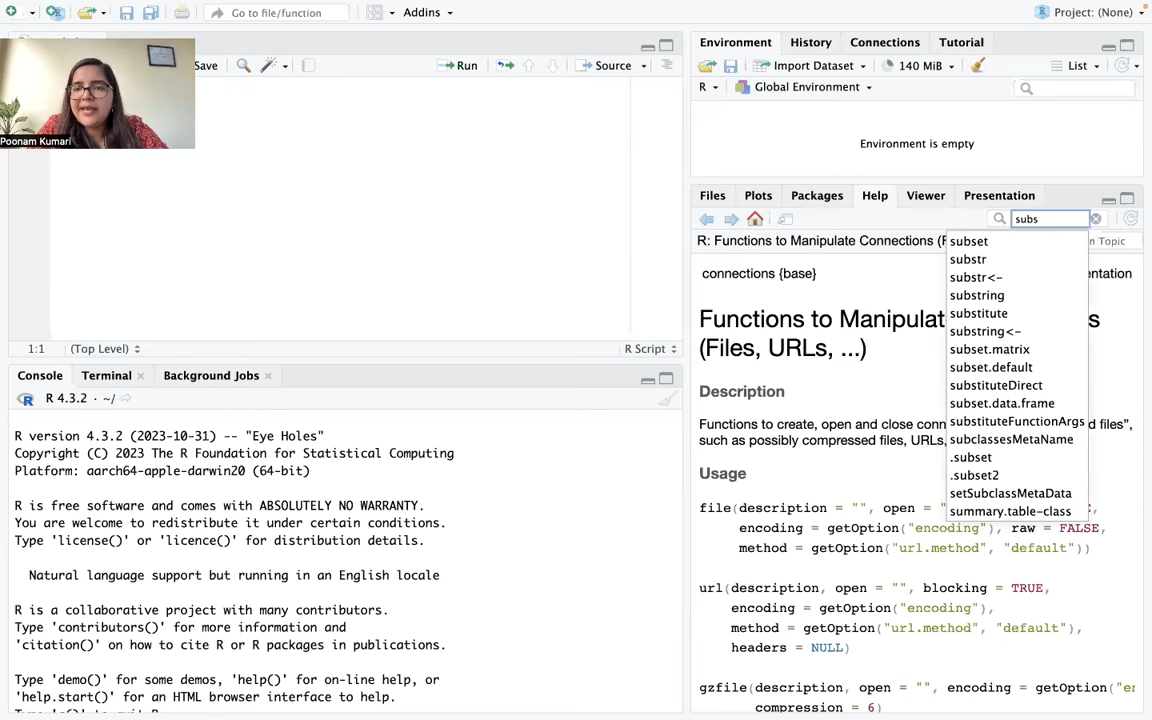 Go to file/function
Addins
Project: (None)
Poonam Kumari
Save
Run
Source
1:1
(Top Level)
R Script
Console
Terminal
Background Jobs
R 4.3.2 · ~/
R version 4.3.2 (2023-10-31) -- "Eye Holes"
Copyright (C) 2023 The R Foundation for Statistical Computing
Platform: aarch64-apple-darwin20 (64-bit)
R is free software and comes with ABSOLUTELY NO WARRANTY.
You are welcome to redistribute it under certain conditions.
Type 'license()' or 'licence()' for distribution details.
Natural language support but running in an English locale
R is a collaborative project with many contributors.
Type 'contributors()' for more information and
'citation()' on how to cite R or R packages in publications.
Type 'demo()' for some demos, 'help()' for on-line help, or
'help.start()' for an HTML browser interface to help.
Environment
History
Connections
Tutorial
Import Dataset
140 MiB
List
R
Global Environment
Environment is empty
Files
Plots
Packages
Help
Viewer
Presentation
subs
R: Functions to Manipulate Connections (F
n Topic
connections {base}
entation
Functions to Manipulat
s
(Files, URLs, ...)
Description
Functions to create, open and close conn
d files”,
such as possibly compressed files, URLs,
Usage
file(description = "", open = "
encoding = getOption("encoding"), raw = FALSE,
method = getOption("url.method", "default"))
url(description, open = "", blocking = TRUE,
encoding = getOption("encoding"),
method = getOption("url.method", "default"),
headers = NULL)
gzfile(description, open = "", encoding = getOption("er
compression = 6)
subset
substr
substr<-
substring
substitute
substring<-
subset.matrix
subset.default
substituteDirect
subset.data.frame
substituteFunctionArgs
subclassesMetaName
.subset
.subset2
setSubclassMetaData
summary.table-class